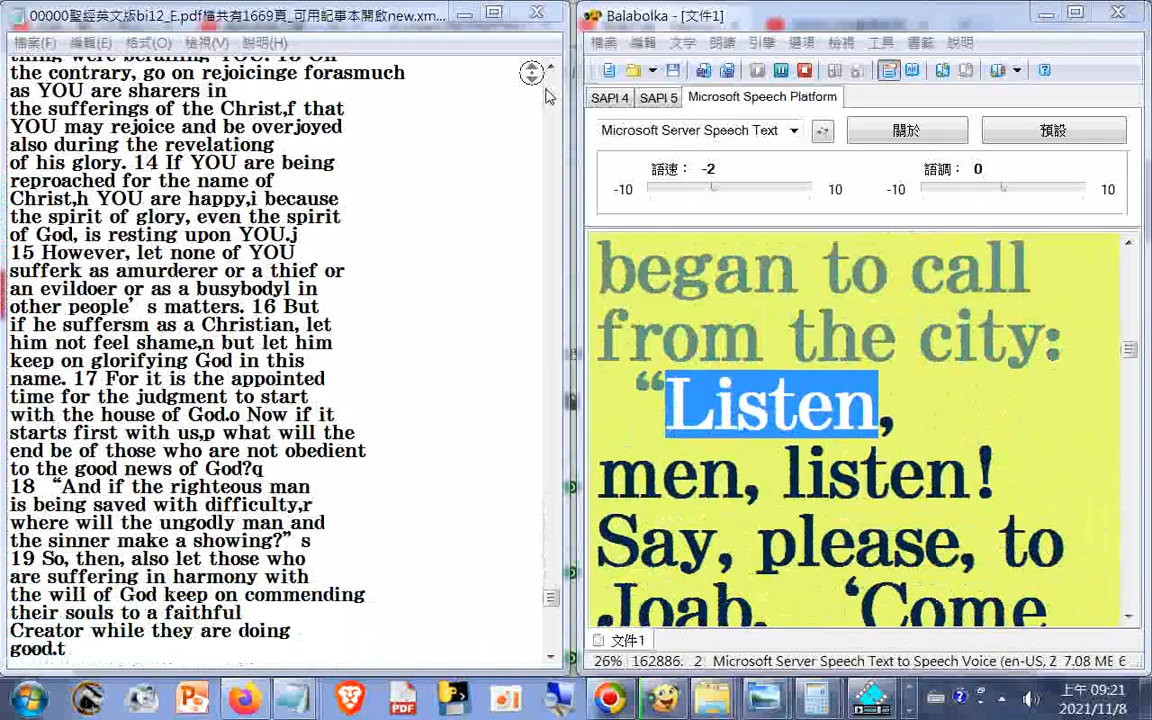 00000聖經英文版bi12_E.pdf檔共有1669頁_可用記事本開啟new.xm...
檔案(F) 編輯(E) 格式(O) 檢視(V) 說明(H)
the contrary, go on rejoicinge forasmuch
as YOU are sharers in
the sufferings of the Christ,f that
YOU may rejoice and be overjoyed
also during the revelationg
of his glory. 14 If YOU are being
reproached for the name of
Christ,h YOU are happy,i because
the spirit of glory, even the spirit
of God, is resting upon YOU.j
15 However, let none of YOU
sufferk as amurderer or a thief or
an evildoer or as a busybodyl in
other people’s matters. 16 But
if he suffersm as a Christian, let
him not feel shame,n but let him
keep on glorifying God in this
name. 17 For it is the appointed
time for the judgment to start
with the house of God.o Now if it
starts first with us,p what will the
end be of those who are not obedient
to the good news of God?q
18 “And if the righteous man
is being saved with difficulty,r
where will the ungodly man and
the sinner make a showing?”s
19 So, then, also let those who
are suffering in harmony with
the will of God keep on commending
their souls to a faithful
Creator while they are doing
good.t
Balabolka - [文件1]
檔案 編輯 文字 朗讀 引擎 選項 檢視 工具 書籤 說明
SAPI 4 SAPI 5 Microsoft Speech Platform
Microsoft Server Speech Text 關於 預設
語速： -2 語調： 0
-10 10 -10 10
began to call
from the city:
“Listen,
men, listen!
Say, please, to
Joab, ‘Come
文件1
26% 162886: 2 Microsoft Server Speech Text to Speech Voice (en-US, Z 7.08 MB 6
PDF
上午 09:21
2021/11/8